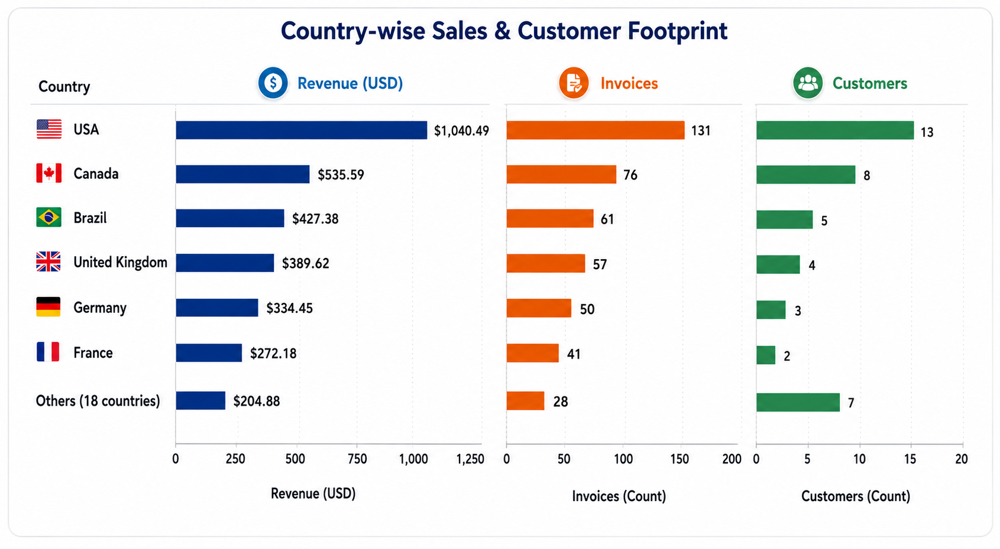 Country-wise Sales & Customer Footprint
Country
$ Revenue (USD)
Invoices
Customers
USA $1,040.49 131 13
Canada $535.59 76 8
Brazil $427.38 61 5
United Kingdom $389.62 57 4
Germany $334.45 50 3
France $272.18 41 2
Others (18 countries) $204.88 28 7
0 250 500 750 1,000 1,250 0 50 100 150 200 0 5 10 15 20
Revenue (USD) Invoices (Count) Customers (Count)